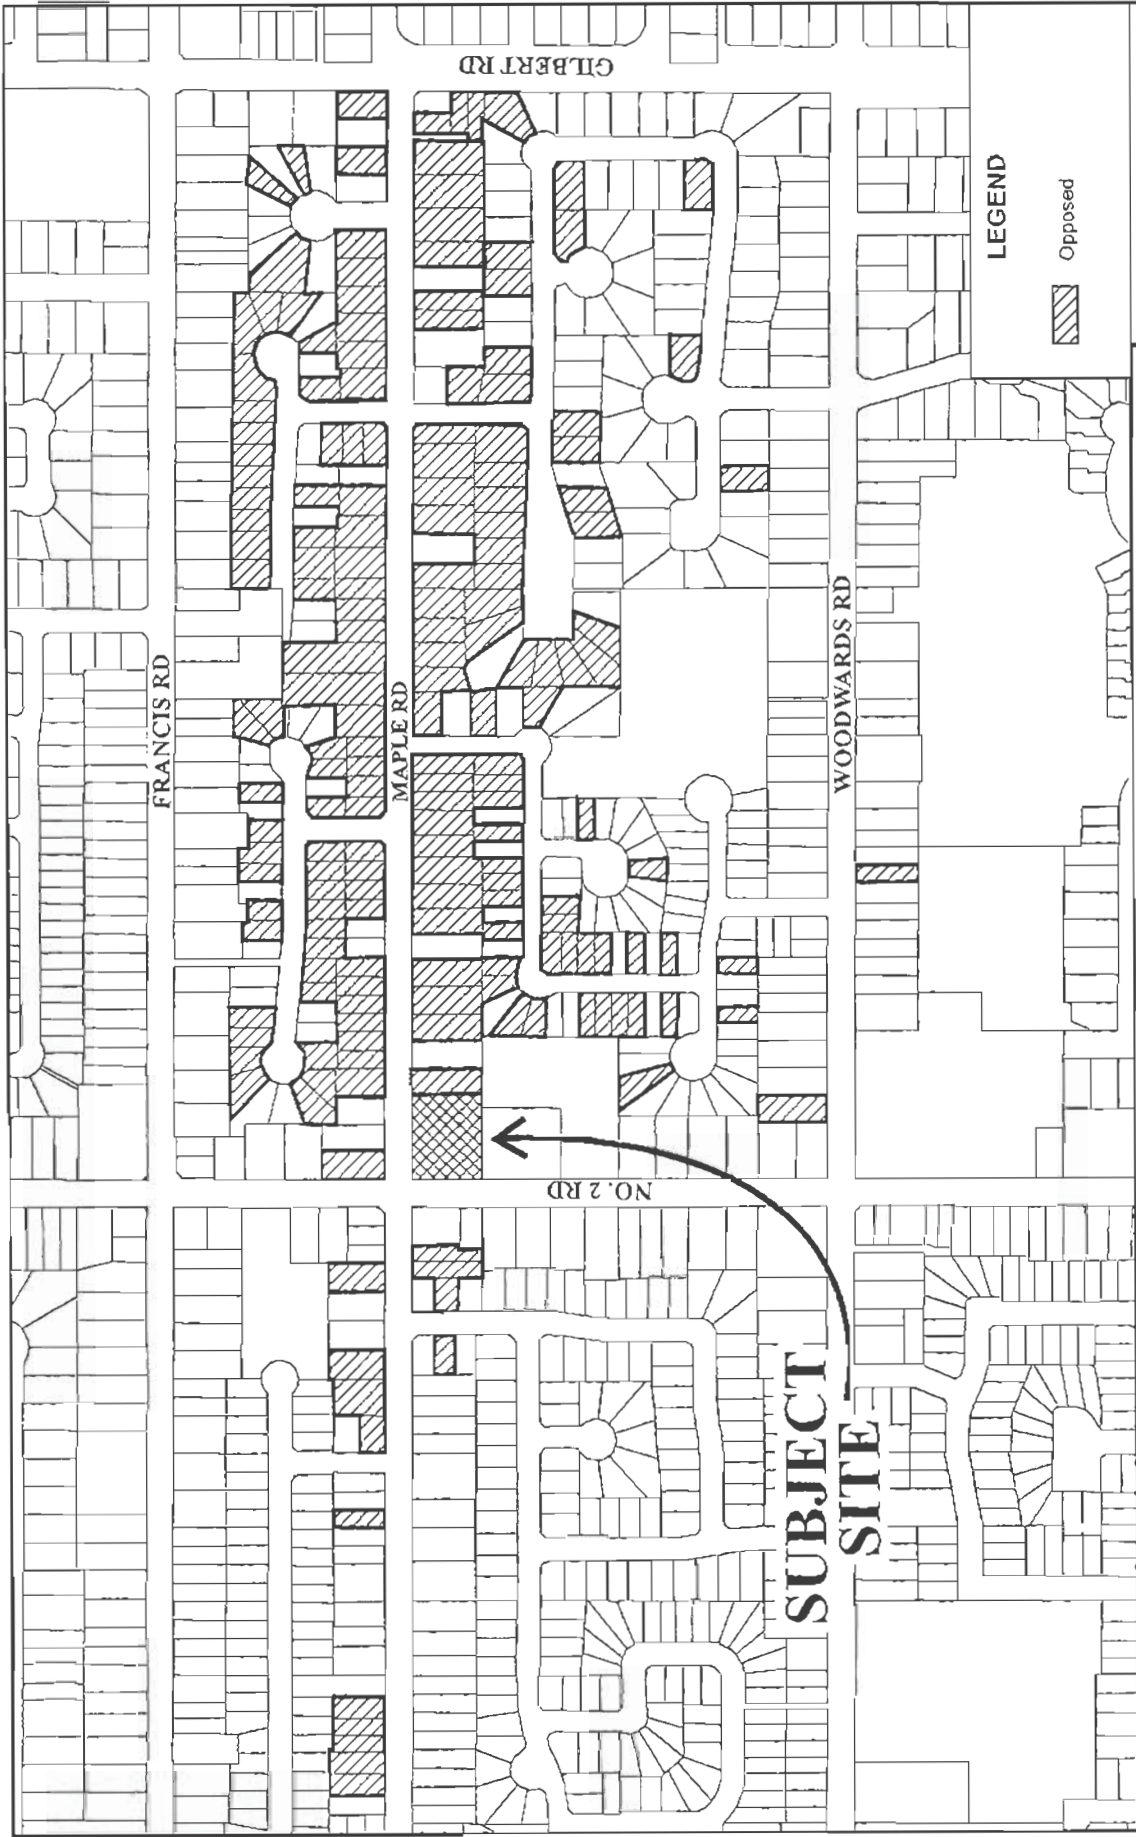 GILBERT RD
FRANCIS RD
MAPLE RD
WOODWARDS RD
NO. 2 RD
SUBJECT
SITE
LEGEND
Opposed